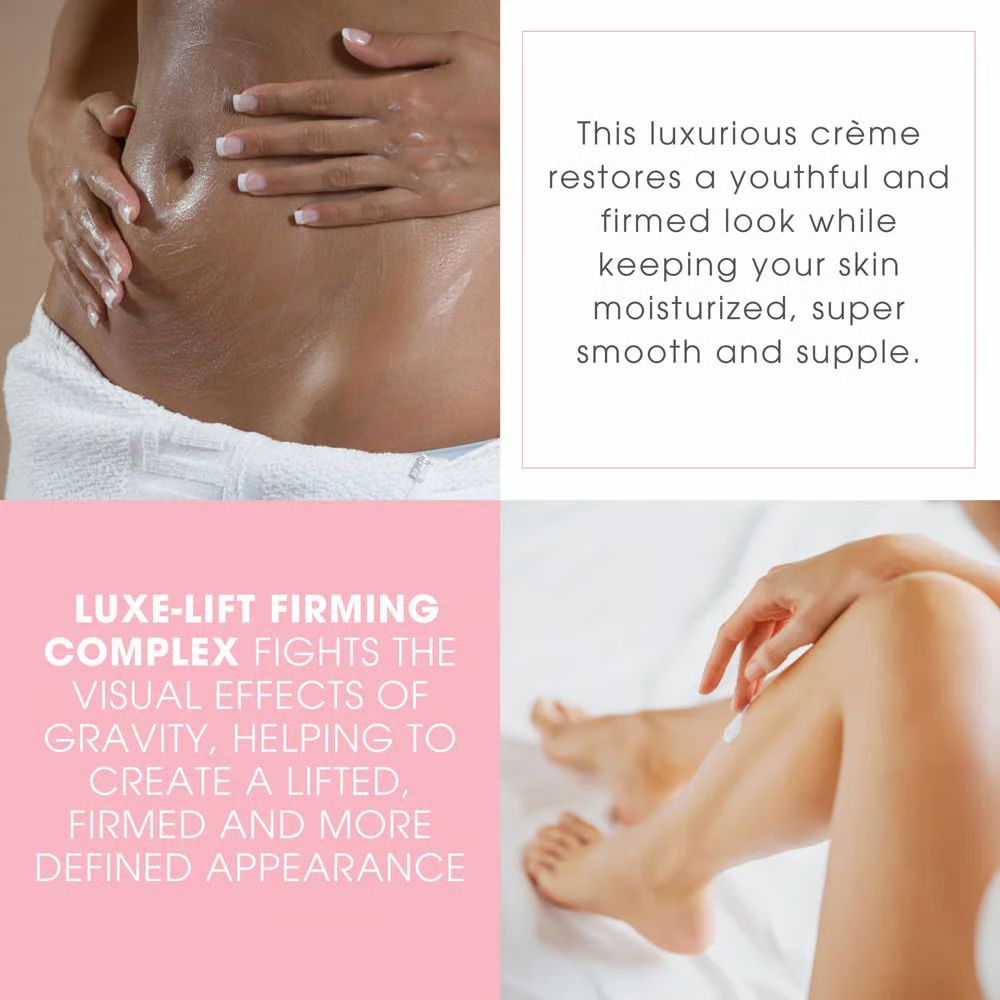 This luxurious crème
restores a youthful and
firmed look while
keeping your skin
moisturized, super
smooth and supple.
LUXE-LIFT FIRMING
COMPLEX FIGHTS THE
VISUAL EFFECTS OF
GRAVITY, HELPING TO
CREATE A LIFTED,
FIRMED AND MORE
DEFINED APPEARANCE